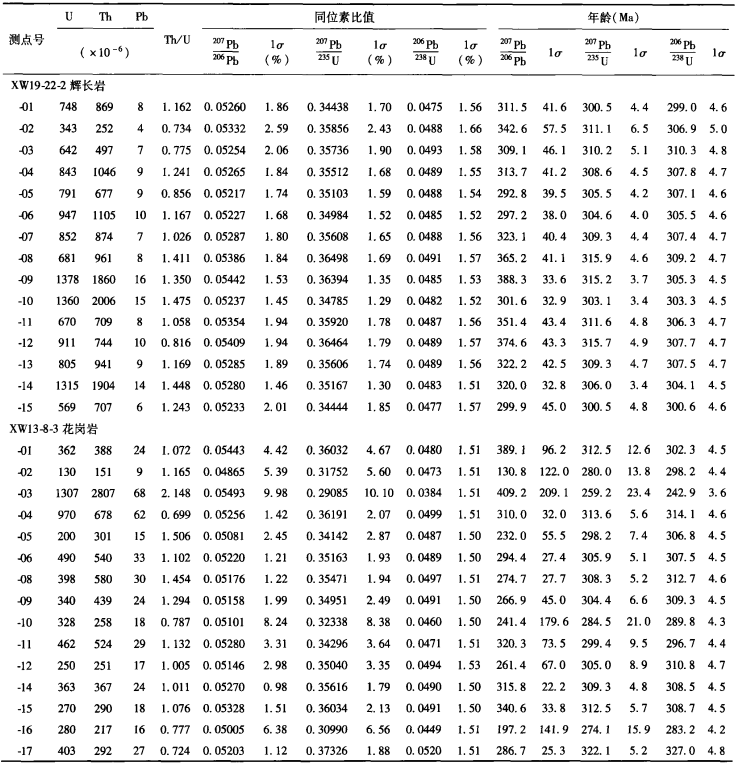 U Th Pb 同位素比值 年龄(Ma)
测点号 (×10⁻⁶) Th/U ²⁰⁷Pb/²⁰⁶Pb 1σ(%) ²⁰⁷Pb/²³⁵U 1σ(%) ²⁰⁶Pb/²³⁸U 1σ(%) ²⁰⁷Pb/²⁰⁶Pb 1σ ²⁰⁷Pb/²³⁵U 1σ ²⁰⁶Pb/²³⁸U 1σ
XW19-22-2 辉长岩
-01 748 869 8 1.162 0.05260 1.86 0.34438 1.70 0.0475 1.56 311.5 41.6 300.5 4.4 299.0 4.6
-02 343 252 4 0.734 0.05332 2.59 0.35856 2.43 0.0488 1.66 342.6 57.5 311.1 6.5 306.9 5.0
-03 642 497 7 0.775 0.05254 2.06 0.35736 1.90 0.0493 1.58 309.1 46.1 310.2 5.1 310.3 4.8
-04 843 1046 9 1.241 0.05265 1.84 0.35512 1.68 0.0489 1.55 313.7 41.2 308.6 4.5 307.8 4.7
-05 791 677 9 0.856 0.05217 1.74 0.35103 1.59 0.0488 1.54 292.8 39.5 305.5 4.2 307.1 4.6
-06 947 1105 10 1.167 0.05227 1.68 0.34984 1.52 0.0485 1.52 297.2 38.0 304.6 4.0 305.5 4.6
-07 852 874 7 1.026 0.05287 1.80 0.35608 1.65 0.0488 1.56 323.1 40.4 309.3 4.4 307.4 4.7
-08 681 961 8 1.411 0.05386 1.84 0.36498 1.69 0.0491 1.57 365.2 41.1 315.9 4.6 309.2 4.7
-09 1378 1860 16 1.350 0.05442 1.53 0.36394 1.35 0.0485 1.53 388.3 33.6 315.2 3.7 305.3 4.5
-10 1360 2006 15 1.475 0.05237 1.45 0.34785 1.29 0.0482 1.52 301.6 32.9 303.1 3.4 303.3 4.5
-11 670 709 8 1.058 0.05354 1.94 0.35920 1.78 0.0487 1.56 351.4 43.4 311.6 4.8 306.3 4.7
-12 911 744 10 0.816 0.05409 1.94 0.36464 1.79 0.0489 1.57 374.6 43.3 315.7 4.9 307.7 4.7
-13 805 941 9 1.169 0.05285 1.89 0.35606 1.74 0.0489 1.56 322.2 42.5 309.3 4.7 307.5 4.7
-14 1315 1904 14 1.448 0.05280 1.46 0.35167 1.30 0.0483 1.51 320.0 32.8 306.0 3.4 304.1 4.5
-15 569 707 6 1.243 0.05233 2.01 0.34444 1.85 0.0477 1.57 299.9 45.0 300.5 4.8 300.6 4.6
XW13-8-3 花岗岩
-01 362 388 24 1.072 0.05443 4.42 0.36032 4.67 0.0480 1.51 389.1 96.2 312.5 12.6 302.3 4.5
-02 130 151 9 1.165 0.04865 5.39 0.31752 5.60 0.0473 1.51 130.8 122.0 280.0 13.8 298.2 4.4
-03 1307 2807 68 2.148 0.05493 9.98 0.29085 10.10 0.0384 1.51 409.2 209.1 259.2 23.4 242.9 3.6
-04 970 678 62 0.699 0.05256 1.42 0.36191 2.07 0.0499 1.51 310.0 32.0 313.6 5.6 314.1 4.6
-05 200 301 15 1.506 0.05081 2.45 0.34142 2.87 0.0487 1.50 232.0 55.5 298.2 7.4 306.8 4.5
-06 490 540 33 1.102 0.05220 1.21 0.35163 1.93 0.0489 1.50 294.4 27.4 305.9 5.1 307.5 4.5
-08 398 580 30 1.454 0.05176 1.22 0.35471 1.94 0.0497 1.51 274.7 27.7 308.3 5.2 312.7 4.6
-09 340 439 24 1.294 0.05158 1.99 0.34951 2.49 0.0491 1.50 266.9 45.0 304.4 6.6 309.3 4.5
-10 328 258 18 0.787 0.05101 8.24 0.32338 8.38 0.0460 1.50 241.4 179.6 284.5 21.0 289.8 4.3
-11 462 524 29 1.132 0.05280 3.31 0.34296 3.64 0.0471 1.51 320.3 73.5 299.4 9.5 296.7 4.4
-12 250 251 17 1.005 0.05146 2.98 0.35040 3.35 0.0494 1.53 261.4 67.0 305.0 8.9 310.8 4.7
-14 363 367 24 1.011 0.05270 0.98 0.35616 1.79 0.0490 1.50 315.8 22.2 309.3 4.8 308.5 4.5
-15 270 290 18 1.076 0.05328 1.51 0.36034 2.13 0.0491 1.50 340.6 33.8 312.5 5.7 308.7 4.5
-16 280 217 16 0.777 0.05005 6.38 0.30990 6.56 0.0449 1.51 197.2 141.9 274.1 15.9 283.2 4.2
-17 403 292 27 0.724 0.05203 1.12 0.37326 1.88 0.0520 1.51 286.7 25.3 322.1 5.2 327.0 4.8